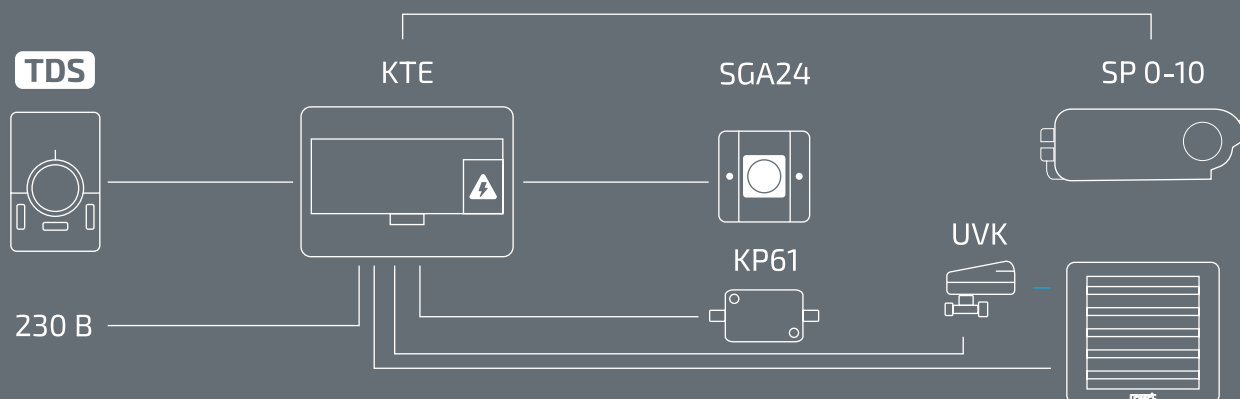 TDS
KTE
SGA24
SP 0-10
KP61
UVK
230 В